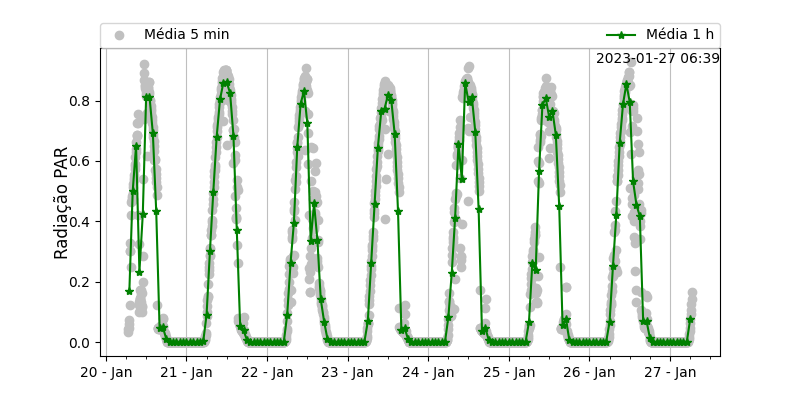 Média 5 min
Média 1 h
2023-01-27 06:39
Radiação PAR
0.8
0.6
0.4
0.2
0.0
20 - Jan
21 - Jan
22 - Jan
23 - Jan
24 - Jan
25 - Jan
26 - Jan
27 - Jan